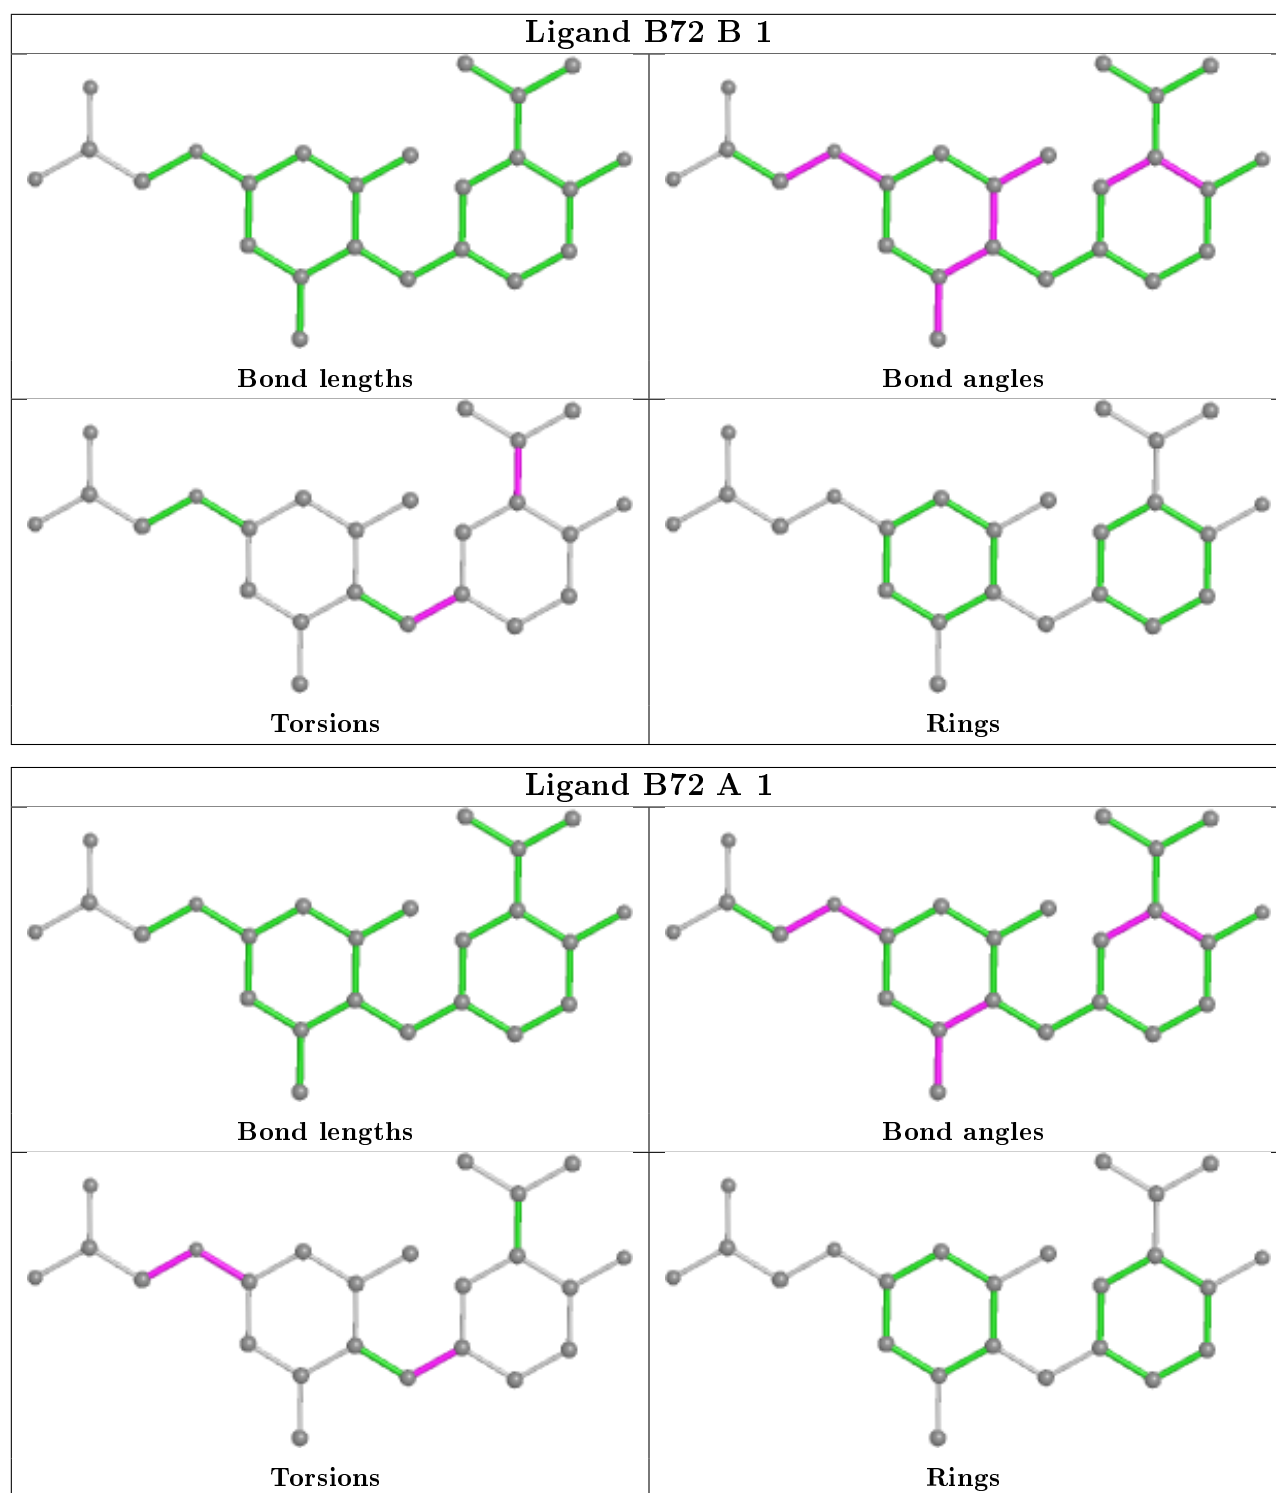 Ligand B72 B 1
Bond lengths
Bond angles
Torsions
Rings
Ligand B72 A 1
Bond lengths
Bond angles
Torsions
Rings